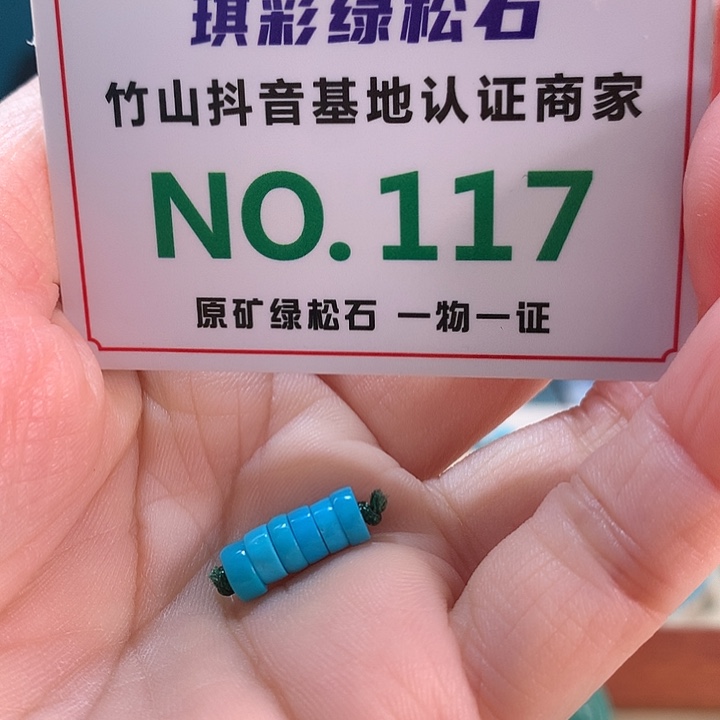 琪彩绿松石
竹山抖音基地认证商家
NO.117
原矿绿松石 一物一证